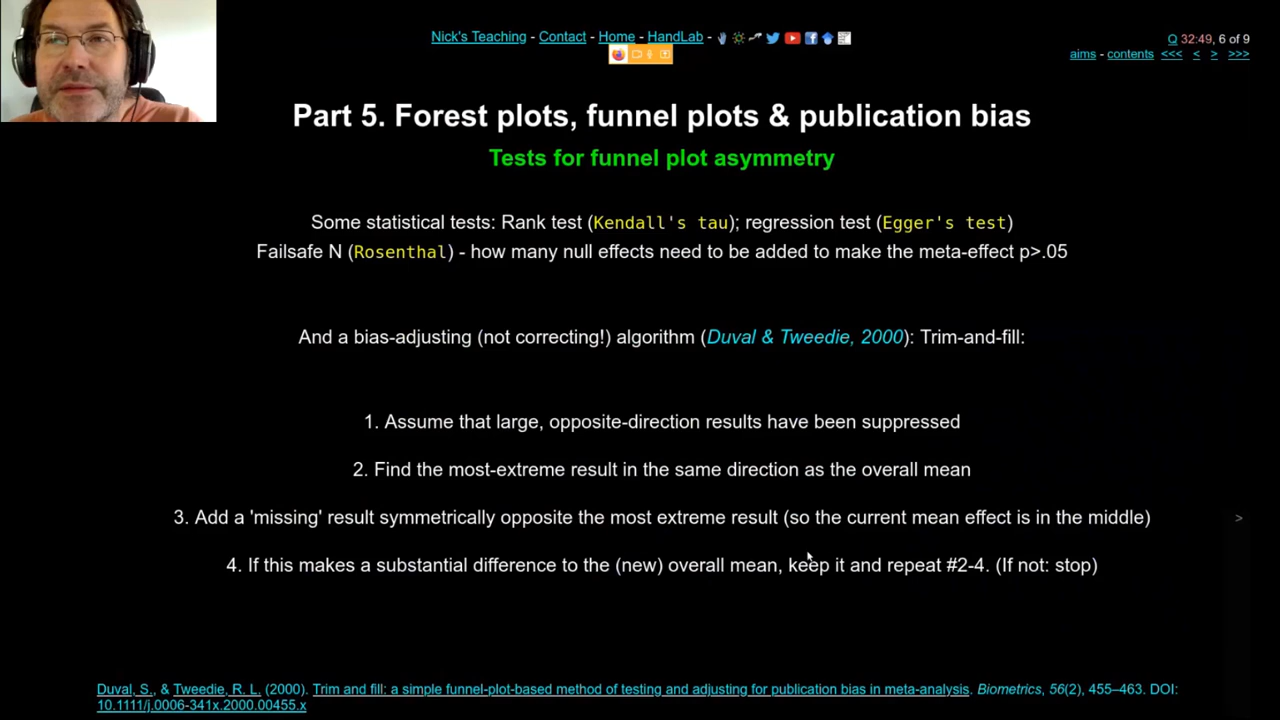 Nick's Teaching - Contact - Home - HandLab -
Q 32:49, 6 of 9
aims - contents <<< < > >>>
Part 5. Forest plots, funnel plots & publication bias
Tests for funnel plot asymmetry
Some statistical tests: Rank test (Kendall's tau); regression test (Egger's test)
Failsafe N (Rosenthal) - how many null effects need to be added to make the meta-effect p>.05
And a bias-adjusting (not correcting!) algorithm (Duval & Tweedie, 2000): Trim-and-fill:
1. Assume that large, opposite-direction results have been suppressed
2. Find the most-extreme result in the same direction as the overall mean
3. Add a 'missing' result symmetrically opposite the most extreme result (so the current mean effect is in the middle)
>
4. If this makes a substantial difference to the (new) overall mean, keep it and repeat #2-4. (If not: stop)
Duval, S., & Tweedie, R. L. (2000). Trim and fill: a simple funnel-plot-based method of testing and adjusting for publication bias in meta-analysis. Biometrics, 56(2), 455–463. DOI:
10.1111/j.0006-341x.2000.00455.x